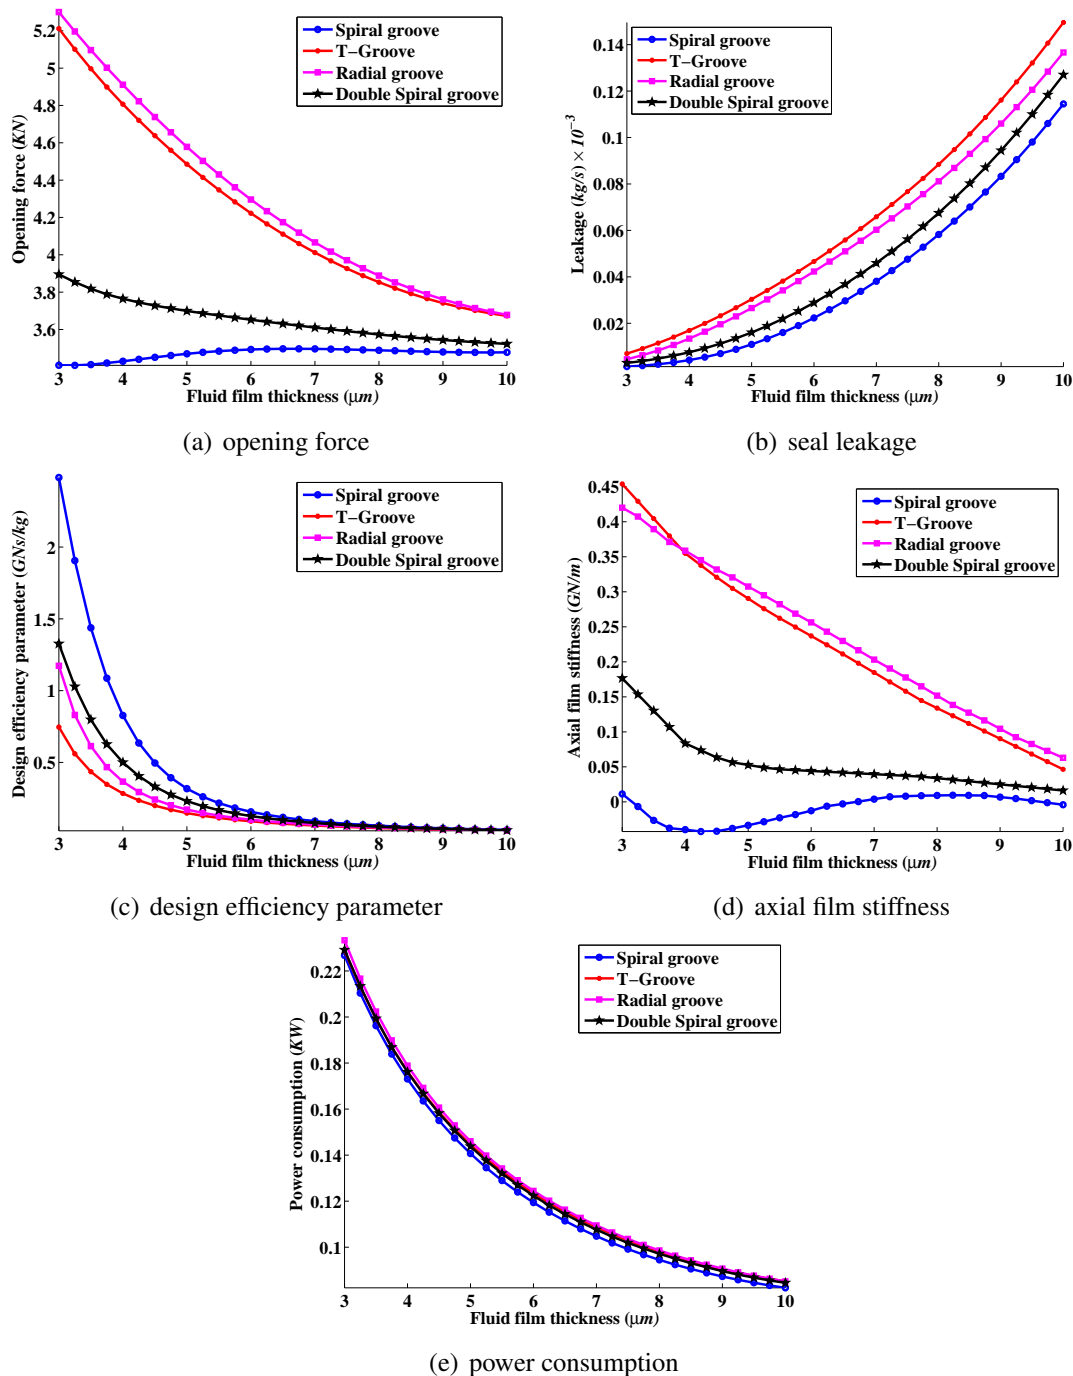 5.2
5
4.8
4.6
4.4
4.2
4
3.8
3.6
3 4 5 6 7 8 9 10
Opening force (KN)
Fluid film thickness (μm)
Spiral groove
T-Groove
Radial groove
Double Spiral groove
(a) opening force
0.14
0.12
0.1
0.08
0.06
0.04
0.02
3 4 5 6 7 8 9 10
Leakage (kg/s) × 10⁻³
Fluid film thickness (μm)
Spiral groove
T-Groove
Radial groove
Double Spiral groove
(b) seal leakage
2
1.5
1
0.5
3 4 5 6 7 8 9 10
Design efficiency parameter (GNs/kg)
Fluid film thickness (μm)
Spiral groove
T-Groove
Radial groove
Double Spiral groove
(c) design efficiency parameter
0.45
0.4
0.35
0.3
0.25
0.2
0.15
0.1
0.05
0
3 4 5 6 7 8 9 10
Axial film stiffness (GN/m)
Fluid film thickness (μm)
Spiral groove
T-Groove
Radial groove
Double Spiral groove
(d) axial film stiffness
0.22
0.2
0.18
0.16
0.14
0.12
0.1
3 4 5 6 7 8 9 10
Power consumption (KW)
Fluid film thickness (μm)
Spiral groove
T-Groove
Radial groove
Double Spiral groove
(e) power consumption